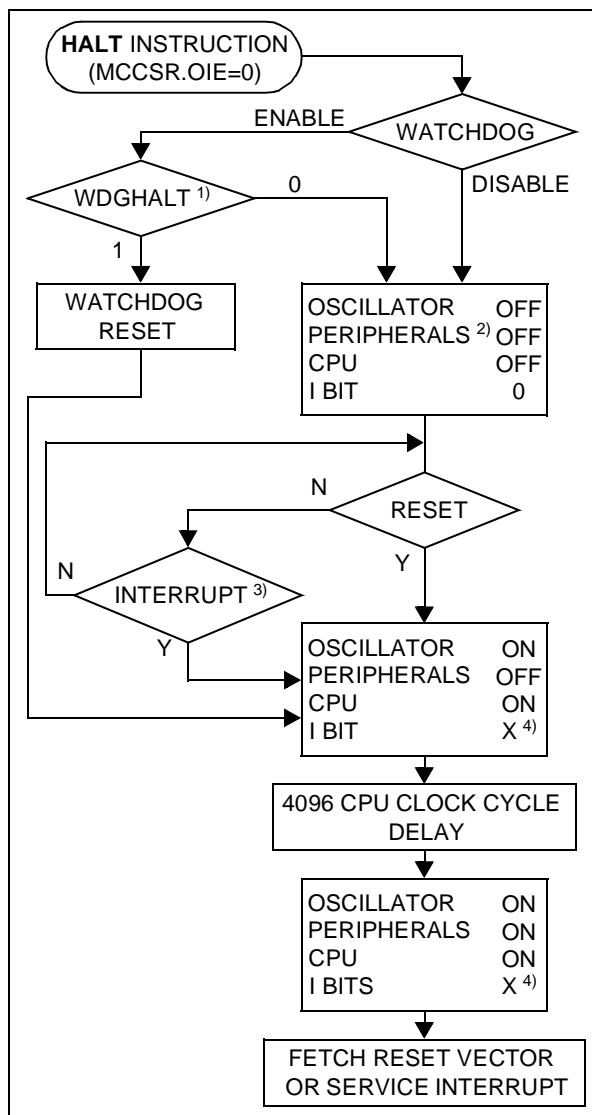 HALT INSTRUCTION
(MCCSR.OIE=0)
ENABLE
WATCHDOG
WDGHALT 1)
0
DISABLE
1
WATCHDOG
RESET
OSCILLATOR OFF
PERIPHERALS 2) OFF
CPU OFF
I BIT 0
N
RESET
N
Y
INTERRUPT 3)
Y
OSCILLATOR ON
PERIPHERALS OFF
CPU ON
I BIT X 4)
4096 CPU CLOCK CYCLE
DELAY
OSCILLATOR ON
PERIPHERALS ON
CPU ON
I BITS X 4)
FETCH RESET VECTOR
OR SERVICE INTERRUPT